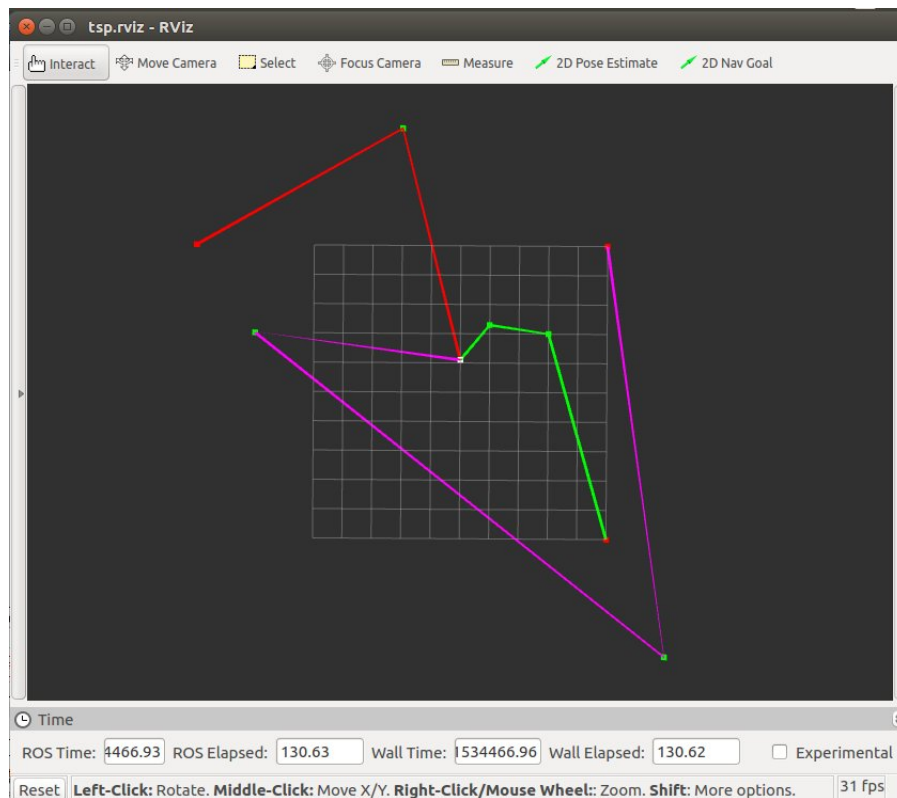 tsp.rviz - RViz
Interact Move Camera Select Focus Camera Measure 2D Pose Estimate 2D Nav Goal
Time
ROS Time: 4466.93 ROS Elapsed: 130.63 Wall Time: 1534466.96 Wall Elapsed: 130.62 Experimental
Reset Left-Click: Rotate. Middle-Click: Move X/Y. Right-Click/Mouse Wheel:: Zoom. Shift: More options. 31 fps